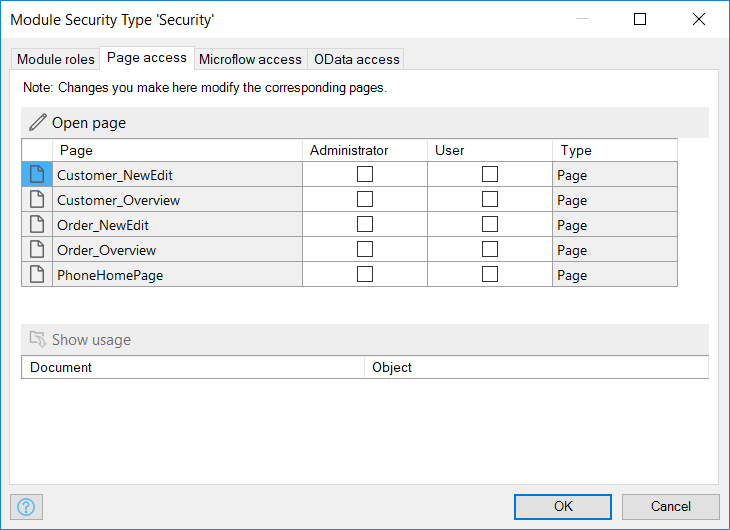 Module Security Type 'Security'
Module roles Page access Microflow access OData access
Note: Changes you make here modify the corresponding pages.
Open page
Page Administrator User Type
Customer_NewEdit Page
Customer_Overview Page
Order_NewEdit Page
Order_Overview Page
PhoneHomePage Page
Show usage
Document Object
? OK Cancel